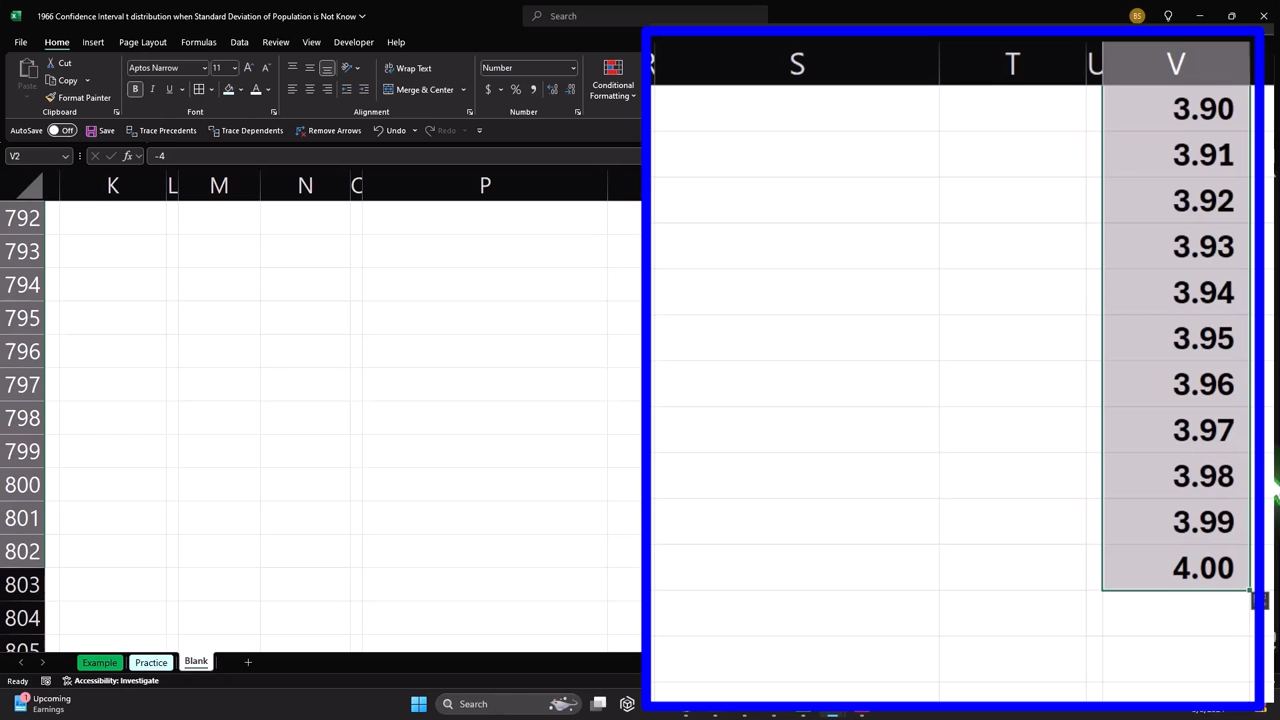 1966 Confidence Interval t distribution when Standard Deviation of Population is Not Know
Search
BS
File Home Insert Page Layout Formulas Data Review View Developer Help
Paste
Cut
Copy
Format Painter
Clipboard
Aptos Narrow 11
B I U
Font
Wrap Text
Merge & Center
Alignment
Number
$ %
Number
Conditional
Formatting
AutoSave Off Save Trace Precedents Trace Dependents Remove Arrows Undo Redo
V2 fx -4
K L M N O P
792
793
794
795
796
797
798
799
800
801
802
803
804
805
R S T U V
3.90
3.91
3.92
3.93
3.94
3.95
3.96
3.97
3.98
3.99
4.00
Example Practice Blank
Ready Accessibility: Investigate
1
Upcoming
Earnings
Search